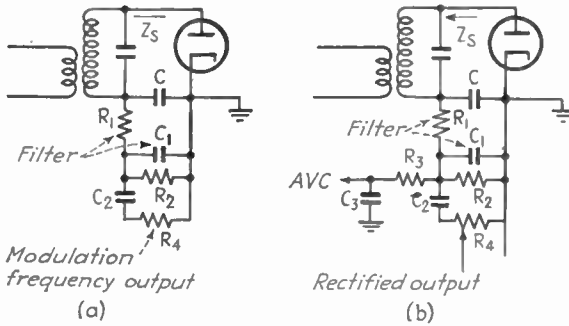 Z_S
C
R_1
C_1
Filter
R_2
C_2
R_4
Modulation
frequency output
(a)
Z_S
C
R_1
Filter
C_1
R_3
AVC
R_2
C_3
C_2
R_4
Rectified output
(b)